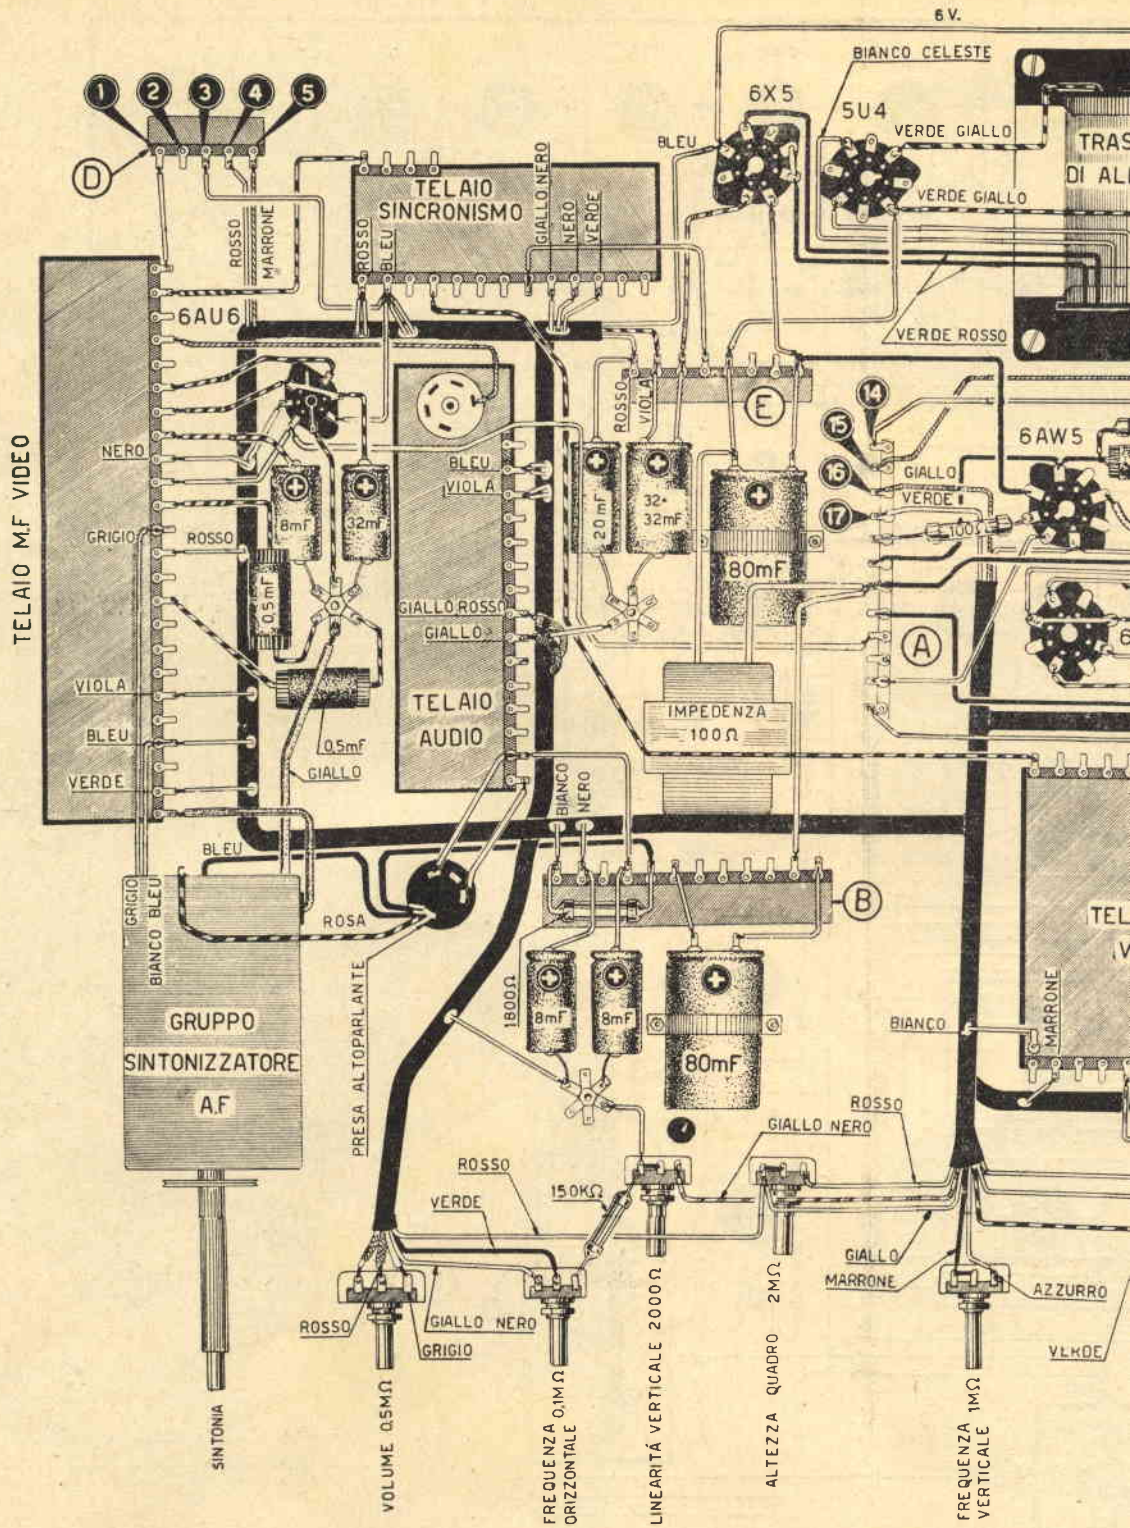 6 V.
BIANCO CELESTE
6X5
5U4
1 2 3 4 5
D
BLEU
VERDE GIALLO
VERDE GIALLO
TRAS
DI ALI
TELAIO
SINCRONISMO
ROSSO
MARRONE
ROSSO
BLEU
GIALLO NERO
NERO
VERDE
VERDE ROSSO
6AU6
TELAIO M.F VIDEO
NERO
GRIGIO
ROSSO
VIOLA
BLEU
VERDE
8mF
32mF
0,5mF
0,5mF
GIALLO
BLEU
VIOLA
GIALLO ROSSO
GIALLO
TELAIO
AUDIO
ROSSO
VIOLA
E
20mF
32+
32mF
80mF
14
15
16
17
GIALLO
VERDE
6AW5
100Ω
6
A
IMPEDENZA
100Ω
BIANCO
NERO
BLEU
ROSA
GRIGIO
BIANCO BLEU
GRUPPO
SINTONIZZATORE
A.F
PRESA ALTOPARLANTE
B
1800Ω
8mF
8mF
80mF
TEL
V
BIANCO
MARRONE
ROSSO
GIALLO NERO
ROSSO
VERDE
150KΩ
GIALLO
MARRONE
AZZURRO
VERDE
ROSSO
GIALLO NERO
GRIGIO
SINTONIA
VOLUME 0,5MΩ
FREQUENZA 0,1MΩ
ORIZZONTALE
LINEARITÁ VERTICALE 2000Ω
ALTEZZA QUADRO 2MΩ
FREQUENZA 1MΩ
VERTICALE